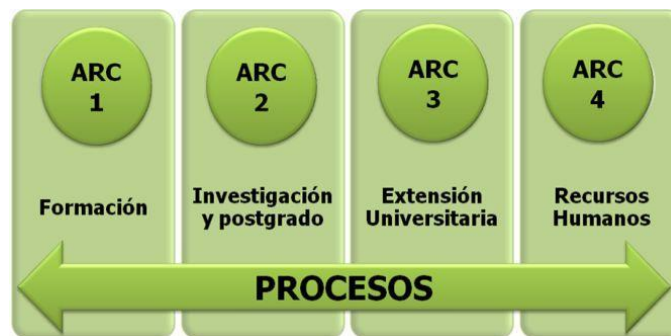 ARC
1
ARC
2
ARC
3
ARC
4
Formación
Investigación
y postgrado
Extensión
Universitaria
Recursos
Humanos
PROCESOS